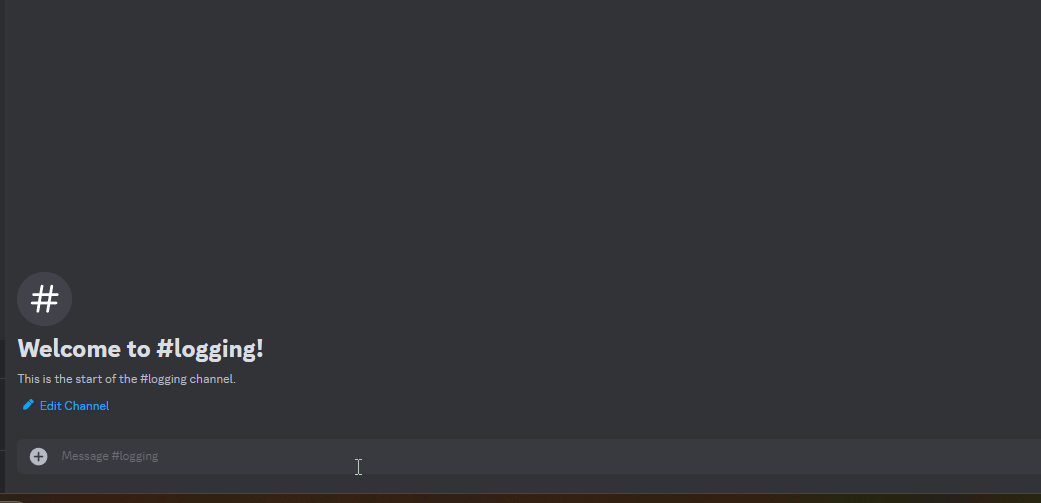 #
Welcome to #logging!
This is the start of the #logging channel.
Edit Channel
Message #logging